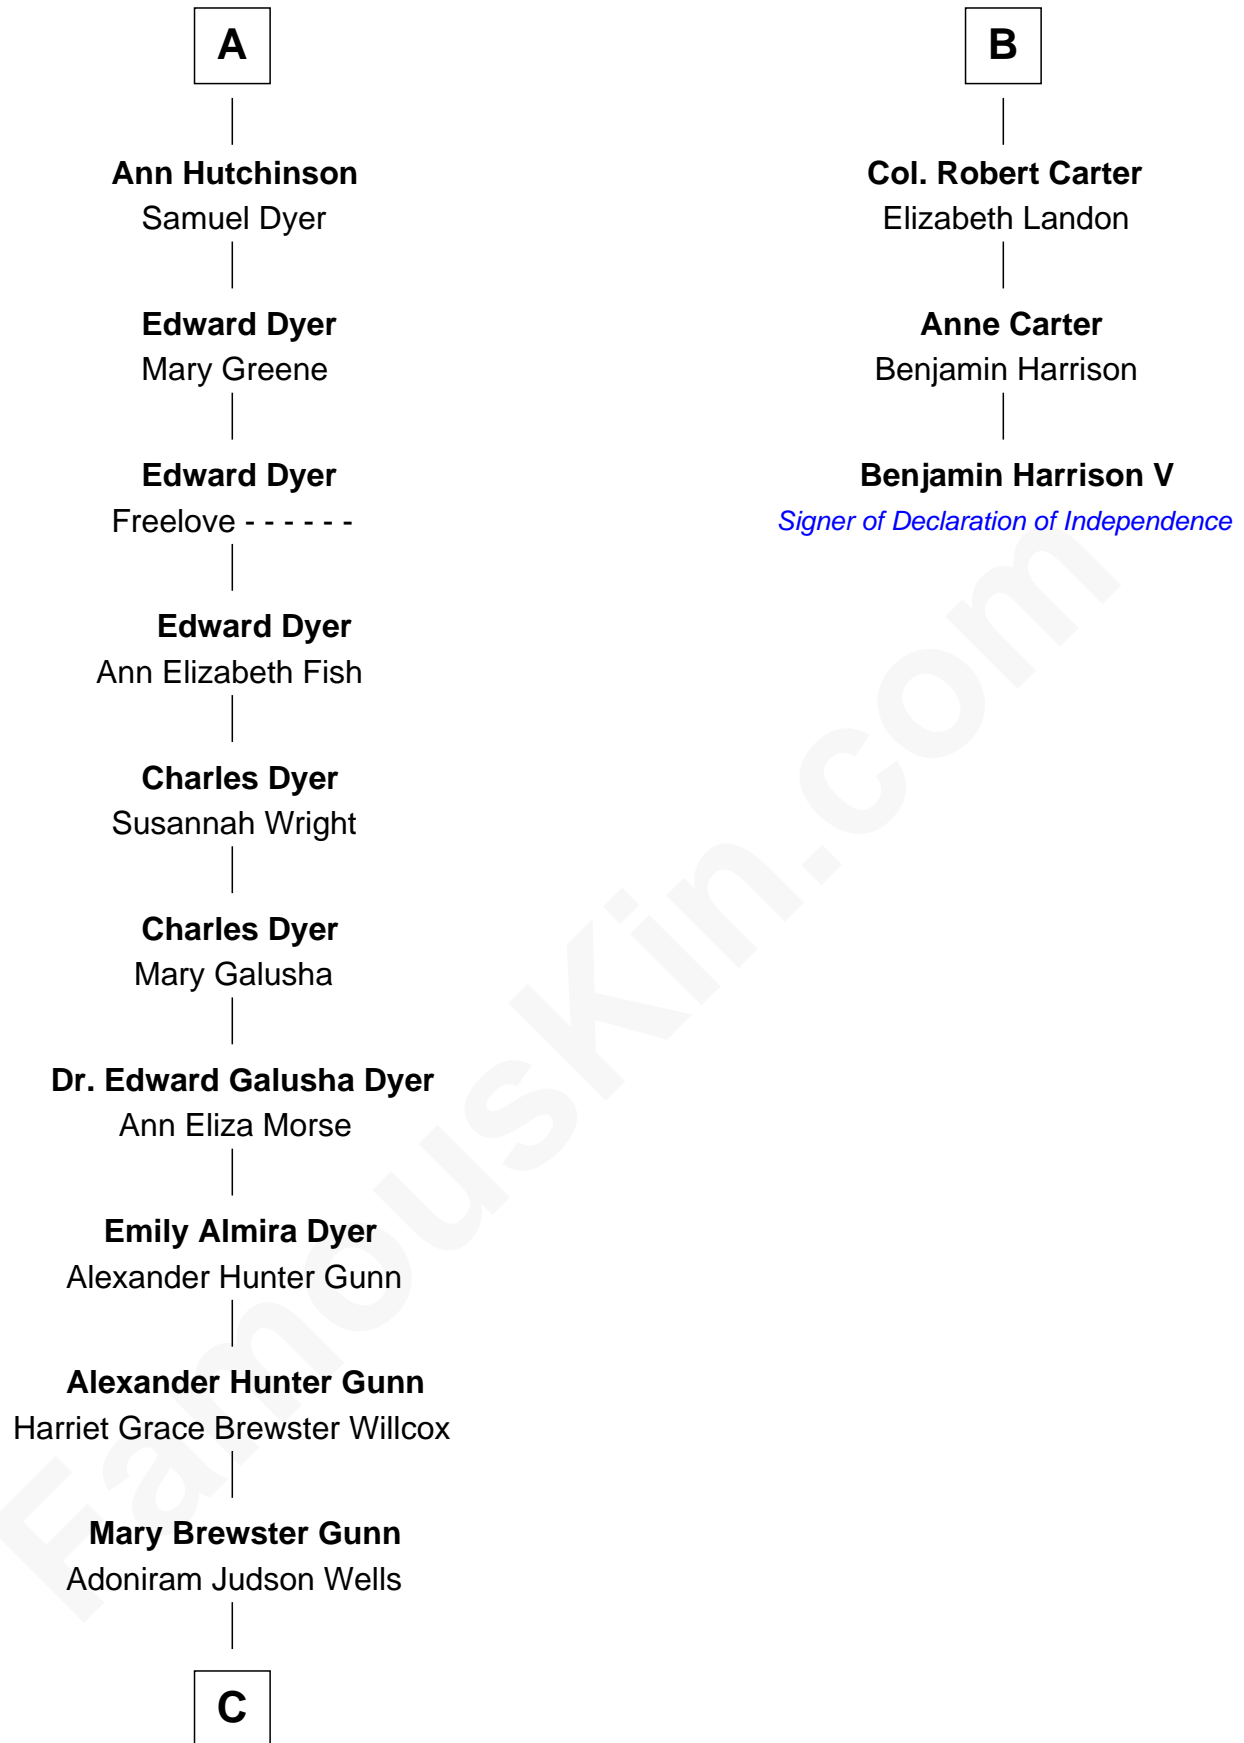 A
Ann Hutchinson
Samuel Dyer
Edward Dyer
Mary Greene
Edward Dyer
Freelove - - - - - -
Edward Dyer
Ann Elizabeth Fish
Charles Dyer
Susannah Wright
Charles Dyer
Mary Galusha
Dr. Edward Galusha Dyer
Ann Eliza Morse
Emily Almira Dyer
Alexander Hunter Gunn
Alexander Hunter Gunn
Harriet Grace Brewster Willcox
Mary Brewster Gunn
Adoniram Judson Wells
C
B
Col. Robert Carter
Elizabeth Landon
Anne Carter
Benjamin Harrison
Benjamin Harrison V
Signer of Declaration of Independence
FamousKin.com